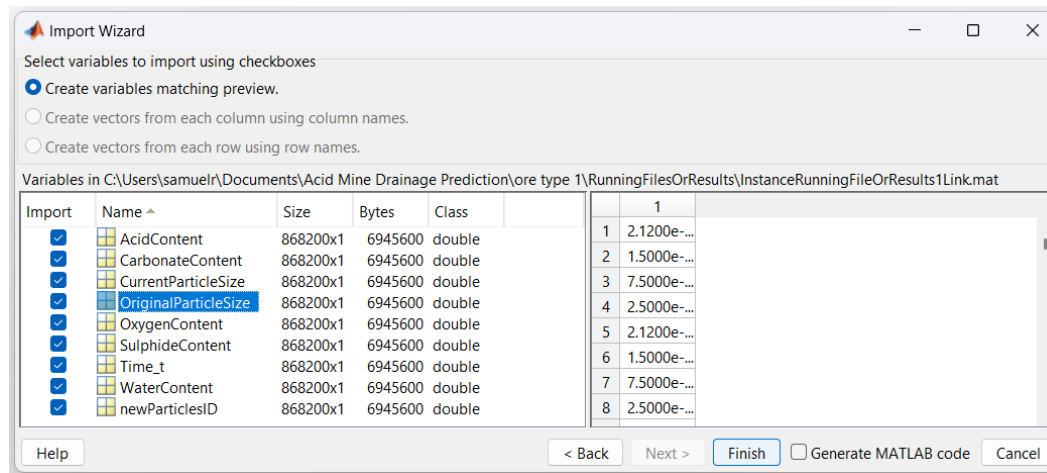 Import Wizard
Select variables to import using checkboxes
Create variables matching preview.
Create vectors from each column using column names.
Create vectors from each row using row names.
Variables in C:\Users\samuelr\Documents\Acid Mine Drainage Prediction\ore type 1\RunningFilesOrResults\InstanceRunningFileOrResults1Link.mat
Import Name Size Bytes Class
AcidContent 868200x1 6945600 double
CarbonateContent 868200x1 6945600 double
CurrentParticleSize 868200x1 6945600 double
OriginalParticleSize 868200x1 6945600 double
OxygenContent 868200x1 6945600 double
SulphideContent 868200x1 6945600 double
Time_t 868200x1 6945600 double
WaterContent 868200x1 6945600 double
newParticlesID 868200x1 6945600 double
1
1 2.1200e-...
2 1.5000e-...
3 7.5000e-...
4 2.5000e-...
5 2.1200e-...
6 1.5000e-...
7 7.5000e-...
8 2.5000e-...
Help < Back Next > Finish Generate MATLAB code Cancel